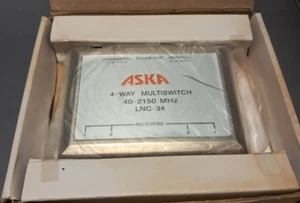 ASKA
4-WAY MULTISWITCH
40-2150 MHz
LNC-34
RECEIVERS